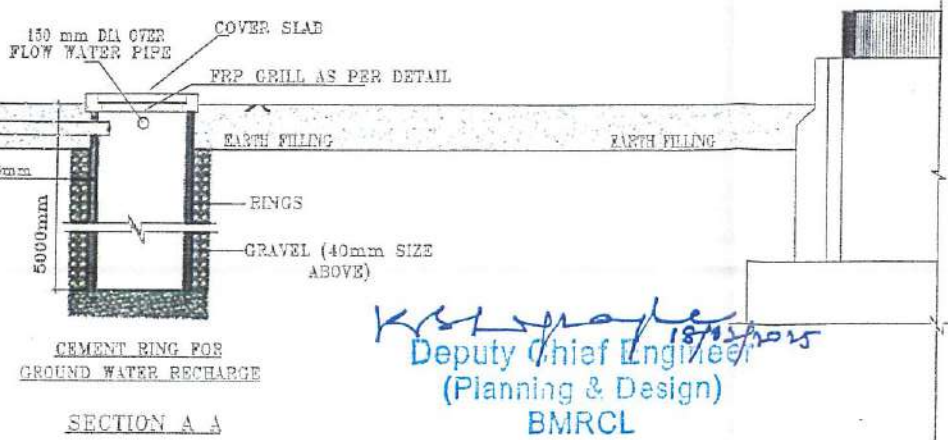 150 mm DIA OVER
FLOW WATER PIPE
COVER SLAB
FRP GRILL AS PER DETAIL
EARTH FILLING
EARTH FILLING
mm
5000mm
RINGS
GRAVEL (40mm SIZE
ABOVE)
CEMENT RING FOR
GROUND WATER RECHARGE
SECTION A A
Deputy Chief Engineer
(Planning & Design)
BMRCL